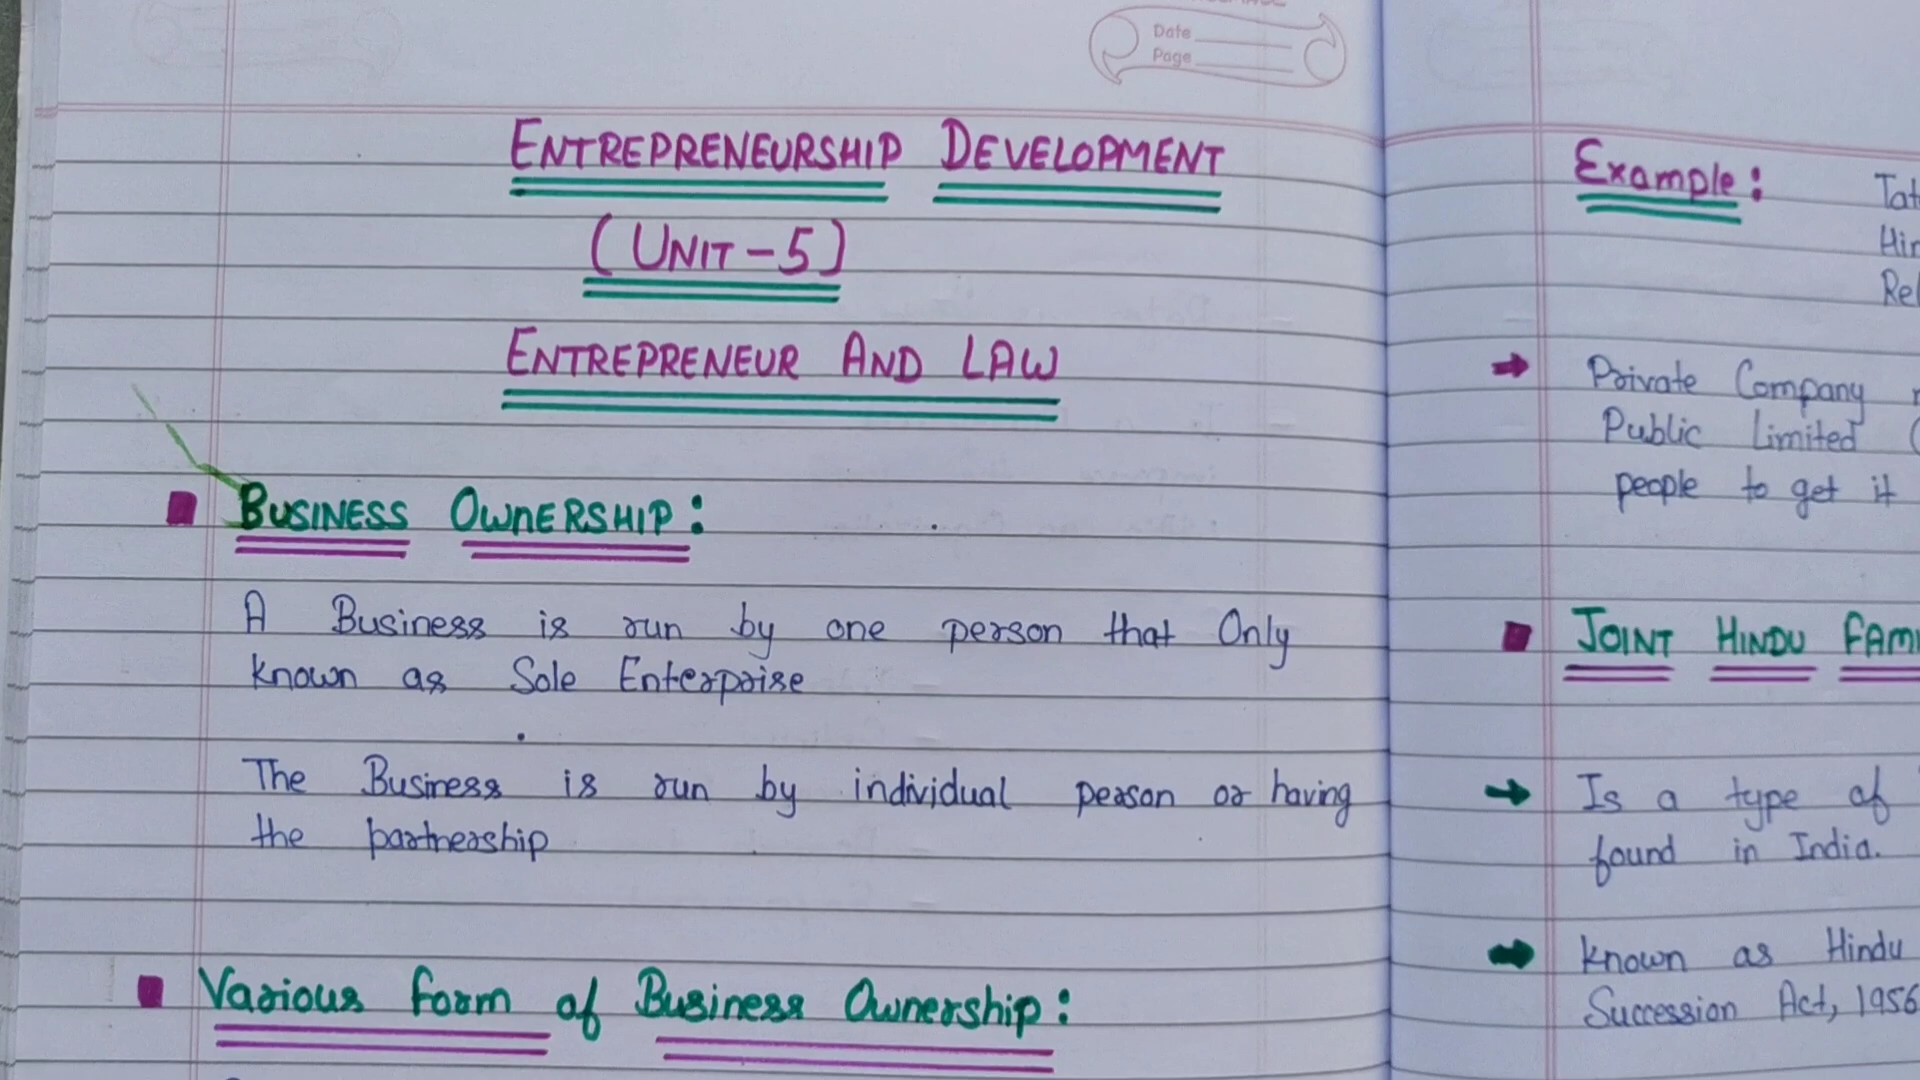 Date
Page
ENTREPRENEURSHIP DEVELOPMENT
(UNIT-5)
ENTREPRENEUR AND LAW
BUSINESS OWNERSHIP:
A Business is run by one person that Only
known as Sole Enterprise
The Business is run by individual person or having
the partnership
Various form of Business Ownership:
Example:
Private Company
Public Limited
people to get it
JOINT HINDU
Is a type of
found in India.
known as Hindu
Succession Act, 1956